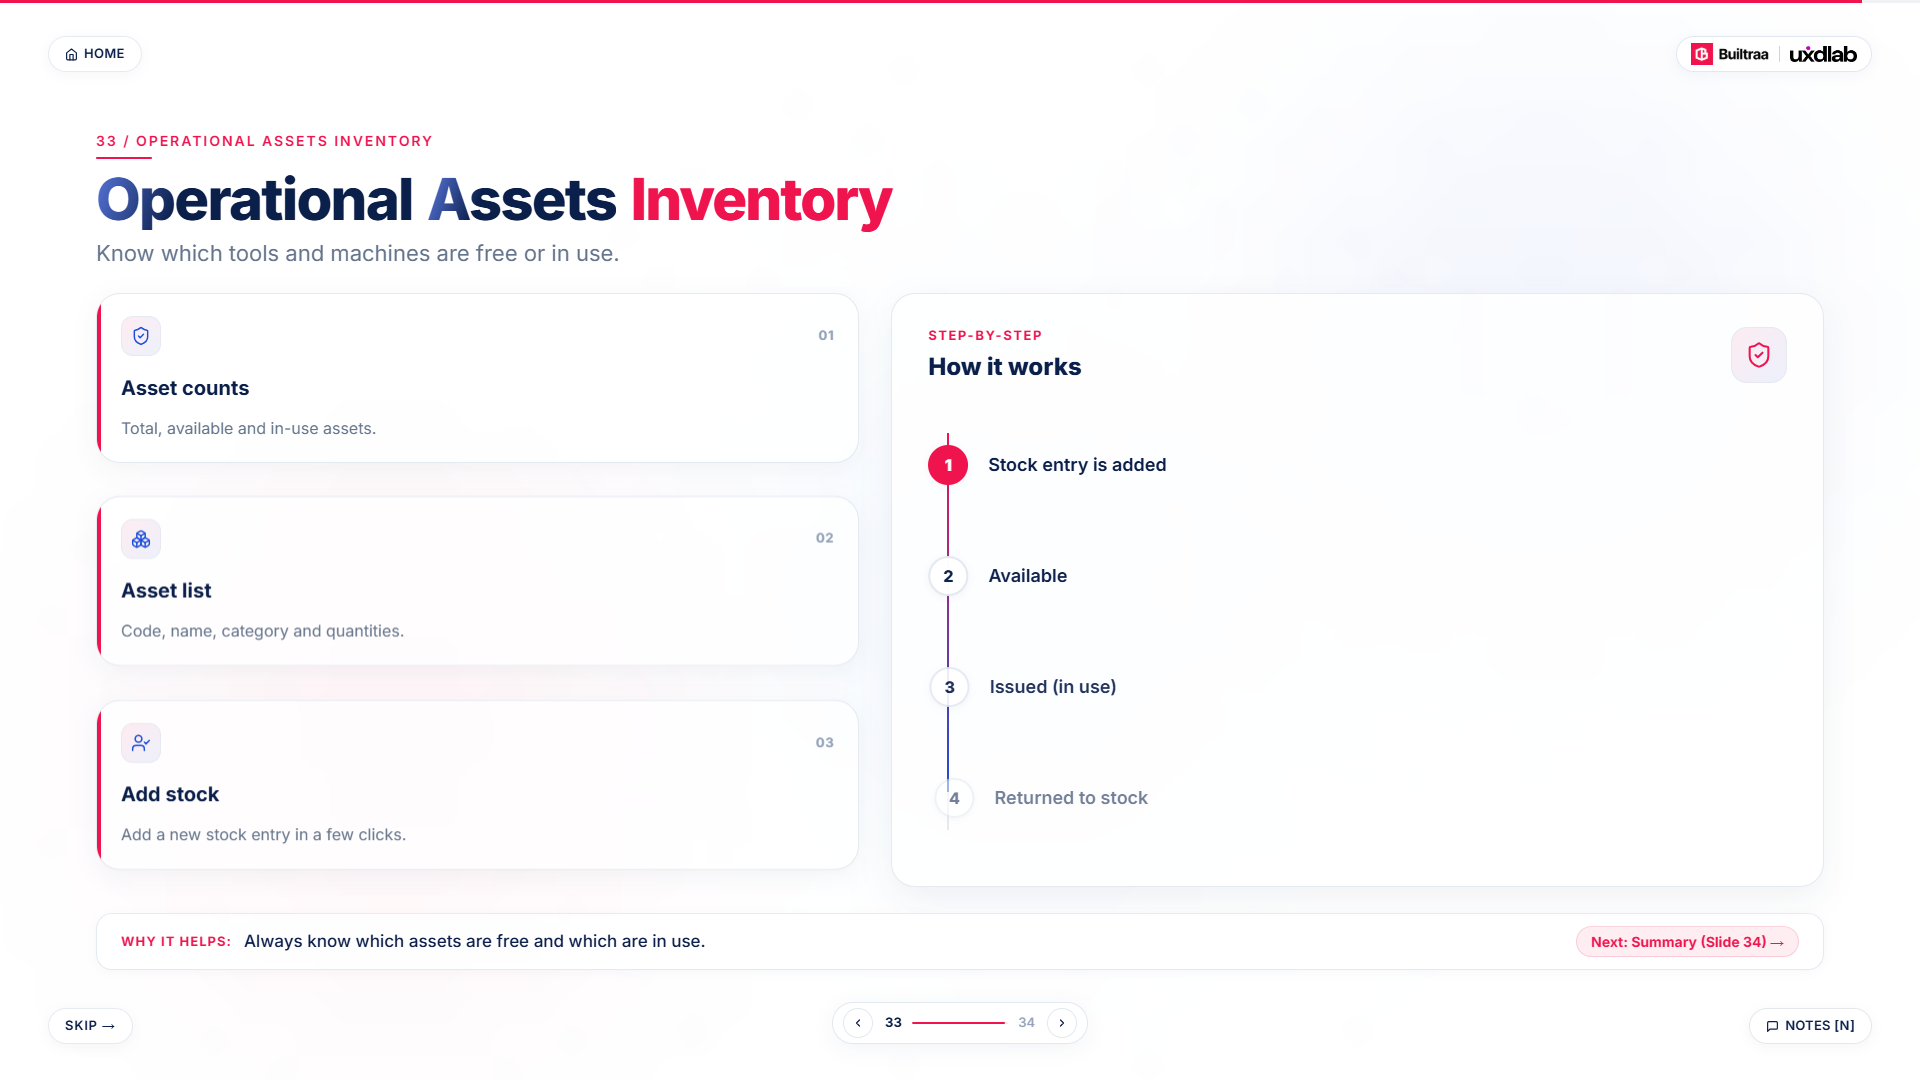 HOME
Builtraa
uxdlab
33 / OPERATIONAL ASSETS INVENTORY
Operational Assets Inventory
Know which tools and machines are free or in use.
01
Asset counts
Total, available and in-use assets.
02
Asset list
Code, name, category and quantities.
03
Add stock
Add a new stock entry in a few clicks.
STEP-BY-STEP
How it works
1 Stock entry is added
2 Available
3 Issued (in use)
4 Returned to stock
WHY IT HELPS: Always know which assets are free and which are in use.
Next: Summary (Slide 34) →
SKIP →
33 34
NOTES [N]